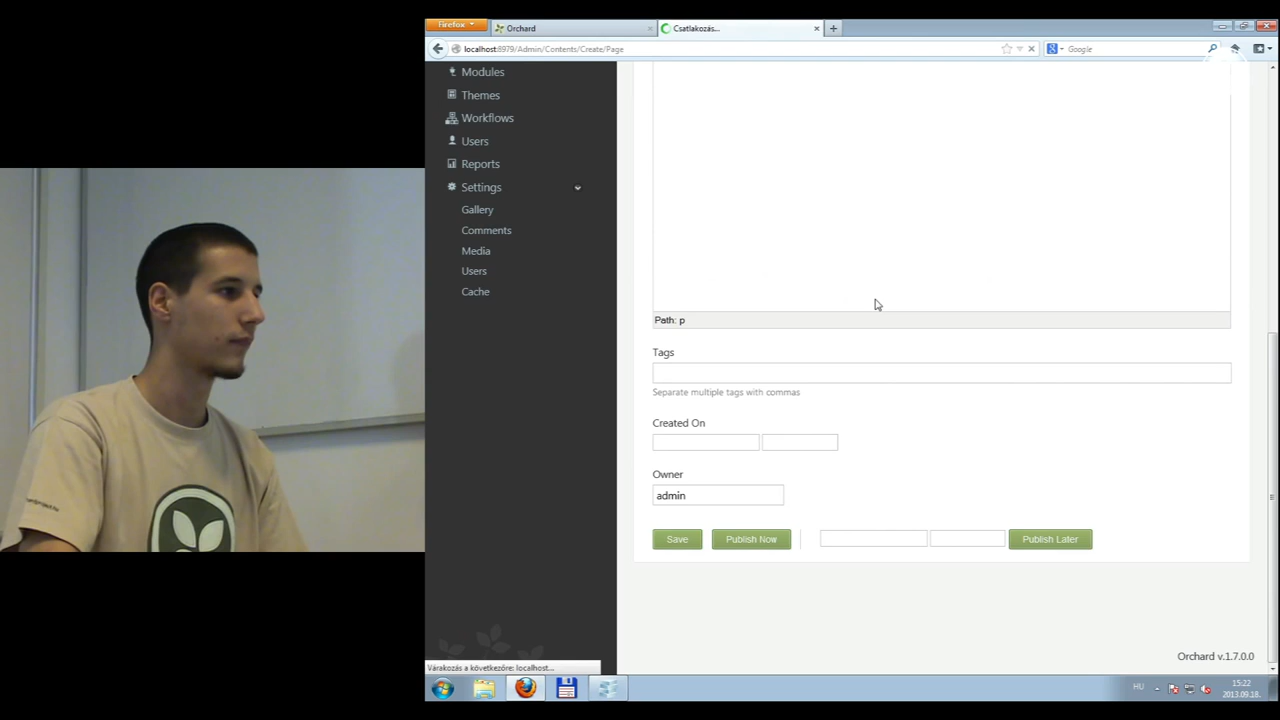 Firefox
Orchard
Csatlakozás...
localhost:8979/Admin/Contents/Create/Page
Google
Modules
Themes
Workflows
Users
Reports
Settings
Gallery
Comments
Media
Users
Cache
Path: p
Tags
Separate multiple tags with commas
Created On
Owner
admin
Save
Publish Now
Publish Later
Orchard v.1.7.0.0
Várakozás a következőre: localhost...
HU
15:22
2013.09.18.